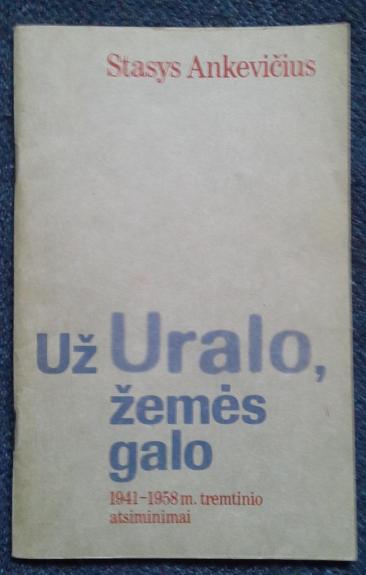 Stasys Ankevičius
Už Uralo,
žemės
galo
1941–1958 m. tremtinio
atsiminimai